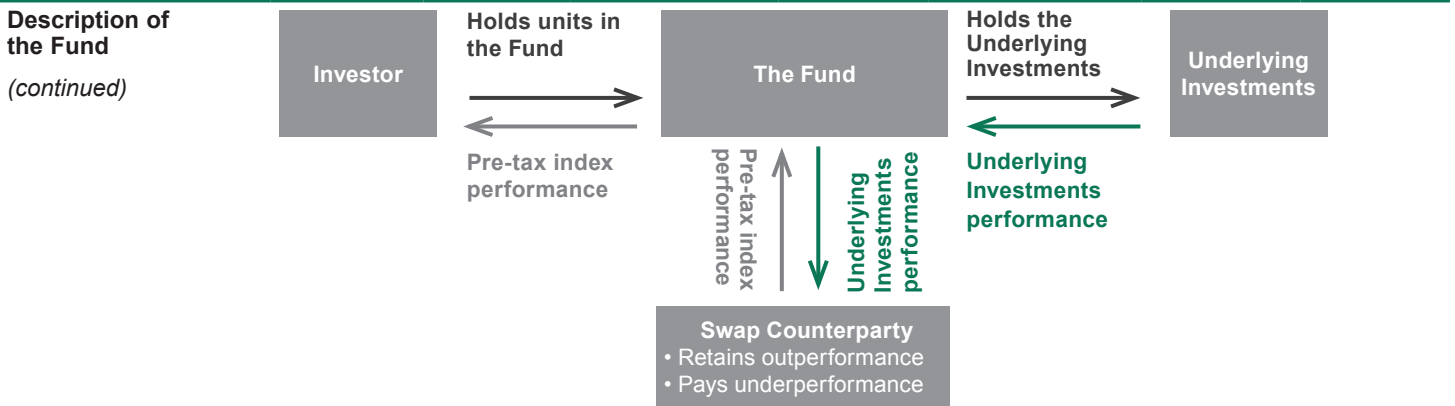 Description of
the Fund
(continued)
Investor
Holds units in
the Fund
Pre-tax index
performance
The Fund
Holds the
Underlying
Investments
Underlying
Investments
performance
Underlying
Investments
Pre-tax index
performance
Underlying
Investments
performance
Swap Counterparty
• Retains outperformance
• Pays underperformance